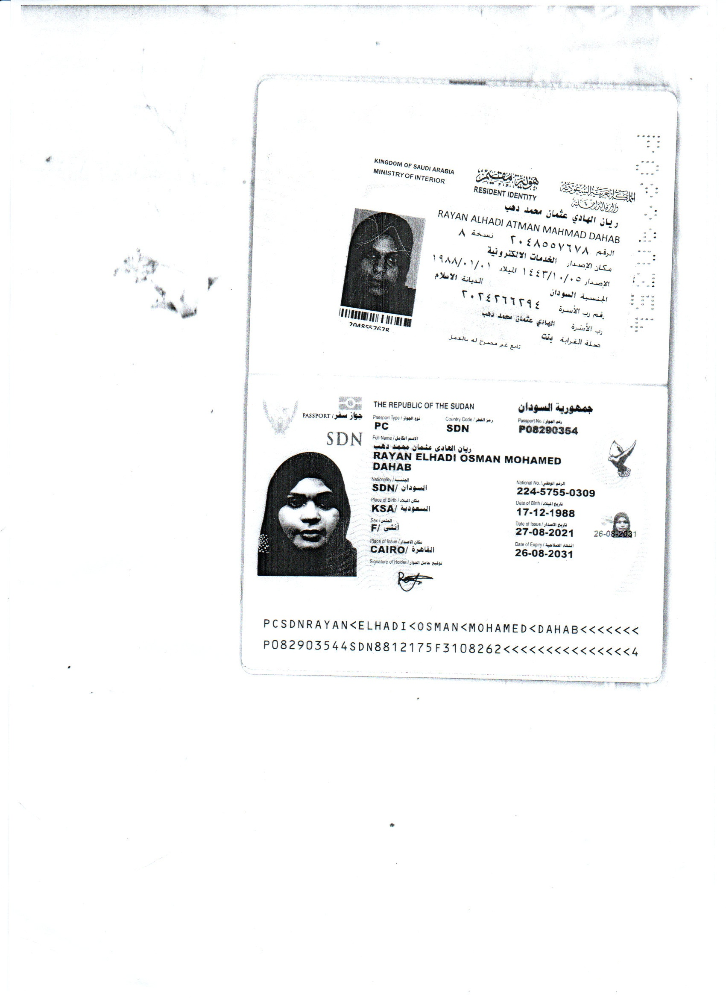 KINGDOM OF SAUDI ARABIA
MINISTRY OF INTERIOR
هوية مقيم
RESIDENT IDENTITY
المملكة العربية السعودية
وزارة الداخلية
ريان الهادي عثمان محمد دهب
RAYAN ALHADI ATMAN MAHMAD DAHAB
الرقم ٢٠٤٨٥٥٧٦٧٨ نسخة ٨
مكان الإصدار الخدمات الالكترونية
الإصدار ١٤٤٣/١٠/٠٥ الميلاد ١٩٨٨/٠١/٠١
الجنسية السودان الديانة الاسلام
رقم رب الأسرة ٢٠٢٤٢٦٦٢٩٤
رب الأسرة الهادي عثمان محمد دهب
صلة القرابة بنت
تابع غير مصرح له بالعمل
2048557678
THE REPUBLIC OF THE SUDAN جمهورية السودان
PASSPORT / جواز سفر
SDN
Passport Type / نوع الجواز Country Code / رمز القطر Passport No. / رقم الجواز
PC SDN P08290354
Full Name / الاسم الكامل
ريان الهادى عثمان محمد دهب
RAYAN ELHADI OSMAN MOHAMED
DAHAB
Nationality / الجنسية National No. / الرقم الوطني
SDN/ السودان 224-5755-0309
Place of Birth / مكان الميلاد Date of Birth / تاريخ الميلاد
KSA/ السعودية 17-12-1988
Sex / الجنس Date of Issue / تاريخ الاصدار
F/ أنثى 27-08-2021 26-08-2031
Place of Issue / مكان الاصدار Date of Expiry / انتهاء الصلاحية
CAIRO/ القاهرة 26-08-2031
Signature of Holder / توقيع حامل الجواز
PCSDNRAYAN<ELHADI<OSMAN<MOHAMED<DAHAB<<<<<<<
P082903544SDN8812175F3108262<<<<<<<<<<<<<<<4